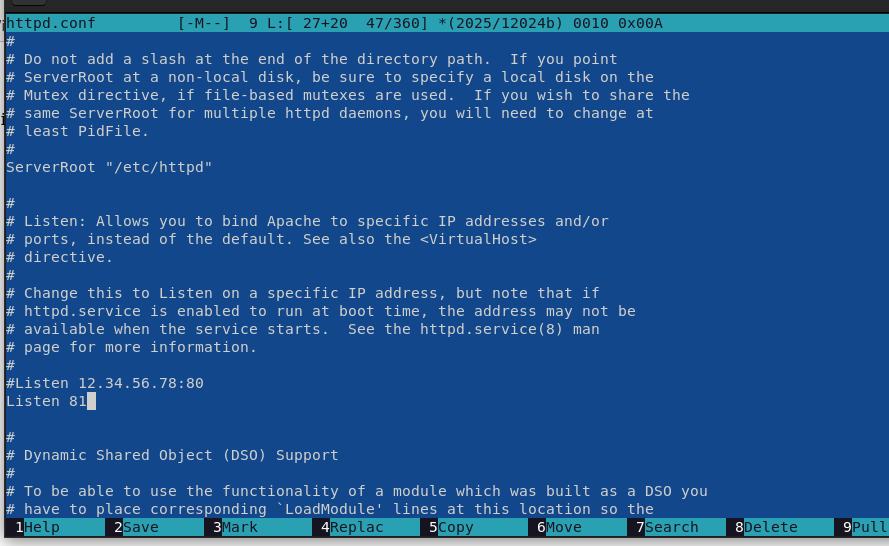 httpd.conf         [-M--]  9 L:[ 27+20  47/360] *(2025/12024b) 0010 0x00A
#
# Do not add a slash at the end of the directory path.  If you point
# ServerRoot at a non-local disk, be sure to specify a local disk on the
# Mutex directive, if file-based mutexes are used.  If you wish to share the
# same ServerRoot for multiple httpd daemons, you will need to change at
# least PidFile.
#
ServerRoot "/etc/httpd"
#
# Listen: Allows you to bind Apache to specific IP addresses and/or
# ports, instead of the default. See also the <VirtualHost>
# directive.
#
# Change this to Listen on a specific IP address, but note that if
# httpd.service is enabled to run at boot time, the address may not be
# available when the service starts.  See the httpd.service(8) man
# page for more information.
#
#Listen 12.34.56.78:80
Listen 81
#
# Dynamic Shared Object (DSO) Support
#
# To be able to use the functionality of a module which was built as a DSO you
# have to place corresponding `LoadModule' lines at this location so the
1Help 2Save 3Mark 4Replac 5Copy 6Move 7Search 8Delete 9Pull